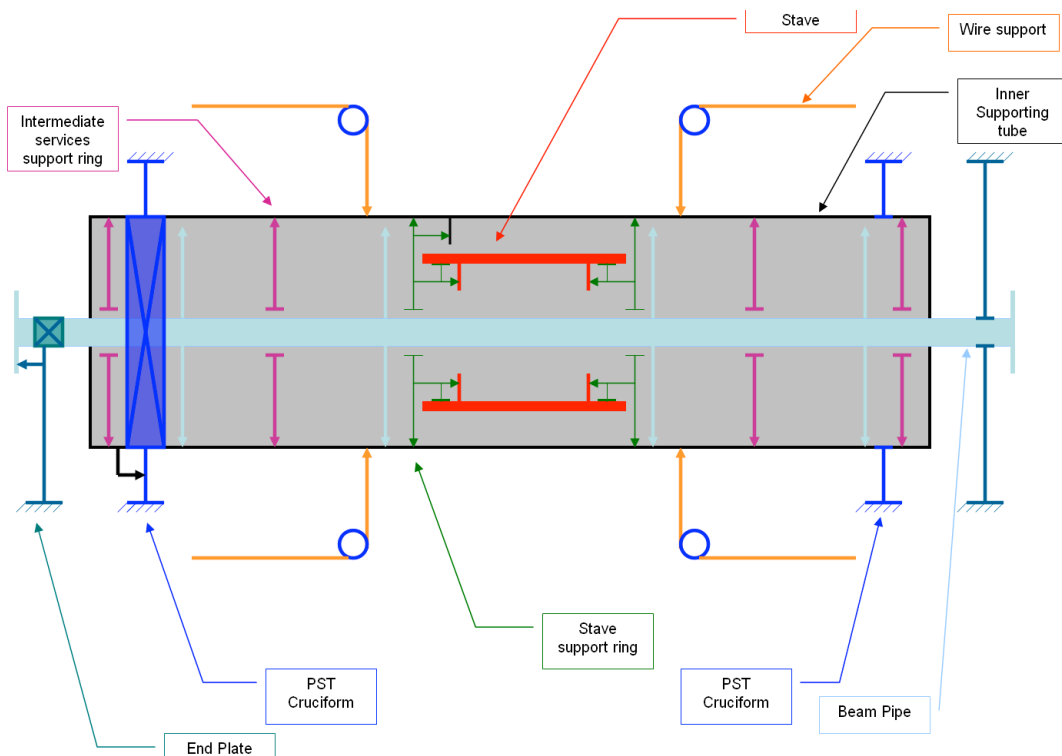 Stave
Wire support
Intermediate
services
support ring
Inner
Supporting
tube
Stave
support ring
PST
Cruciform
PST
Cruciform
Beam Pipe
End Plate